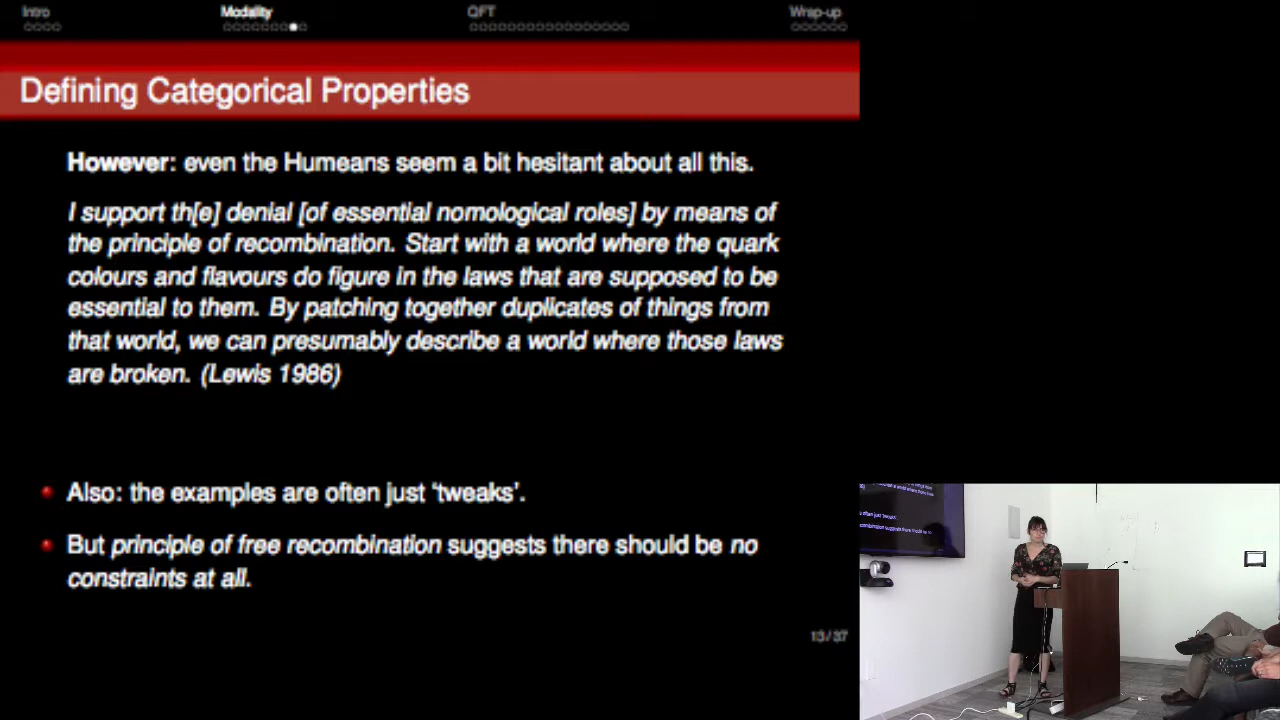 Intro Modality QFT Wrap-up
Defining Categorical Properties
However: even the Humeans seem a bit hesitant about all this.
I support th[e] denial [of essential nomological roles] by means of
the principle of recombination. Start with a world where the quark
colours and flavours do figure in the laws that are supposed to be
essential to them. By patching together duplicates of things from
that world, we can presumably describe a world where those laws
are broken. (Lewis 1986)
Also: the examples are often just ‘tweaks’.
But principle of free recombination suggests there should be no
constraints at all.
13/37